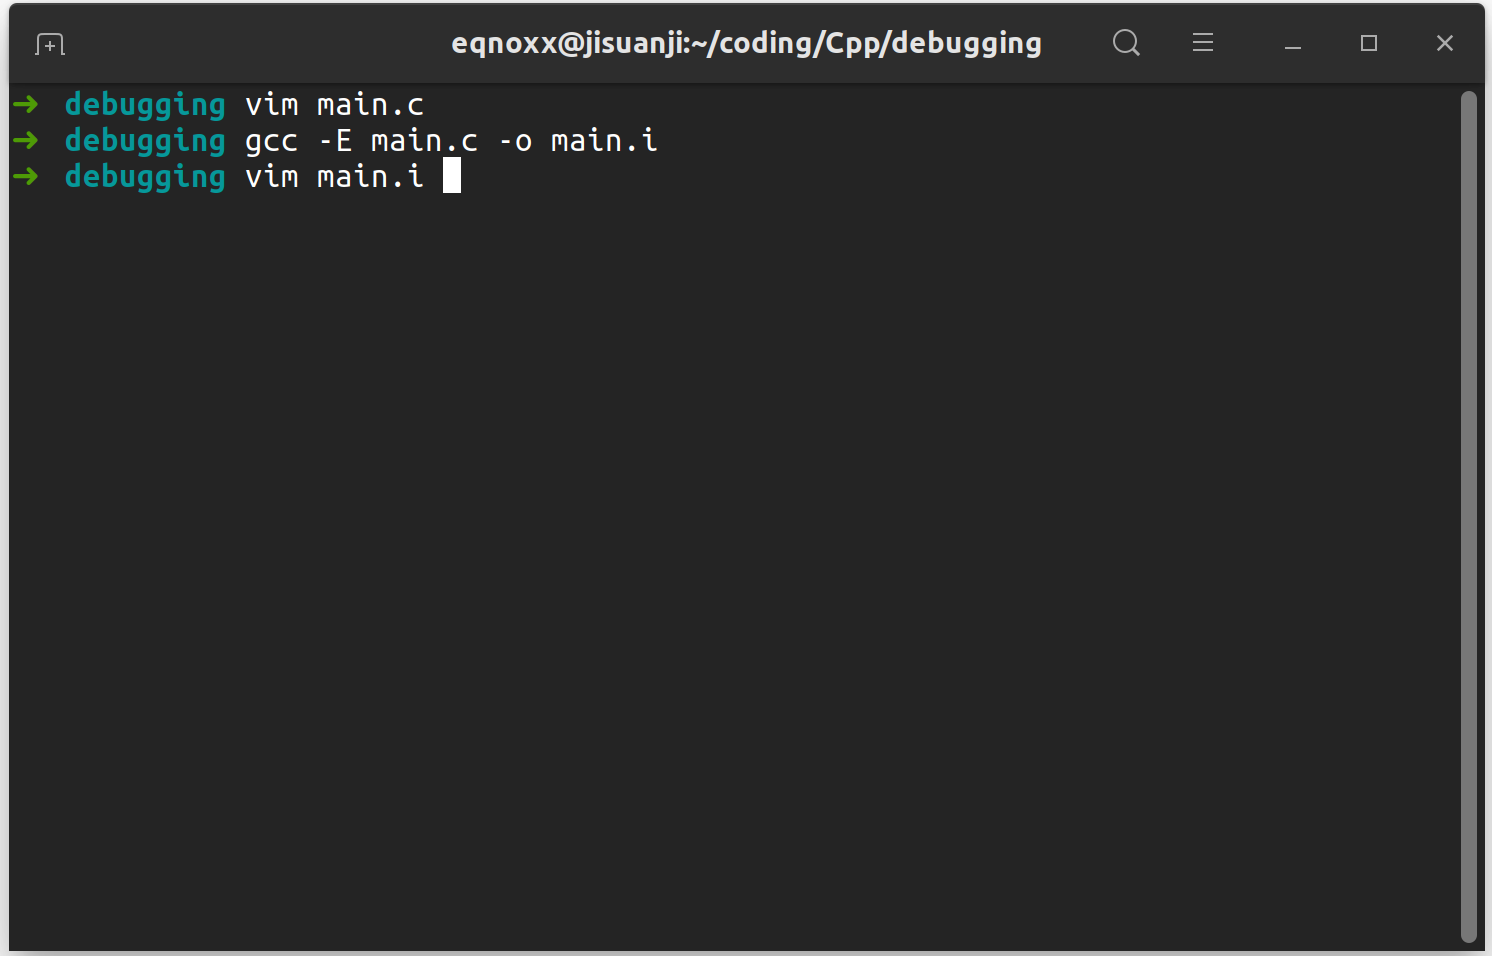 eqnoxx@jisuanji:~/coding/Cpp/debugging
➜ debugging vim main.c
➜ debugging gcc -E main.c -o main.i
➜ debugging vim main.i